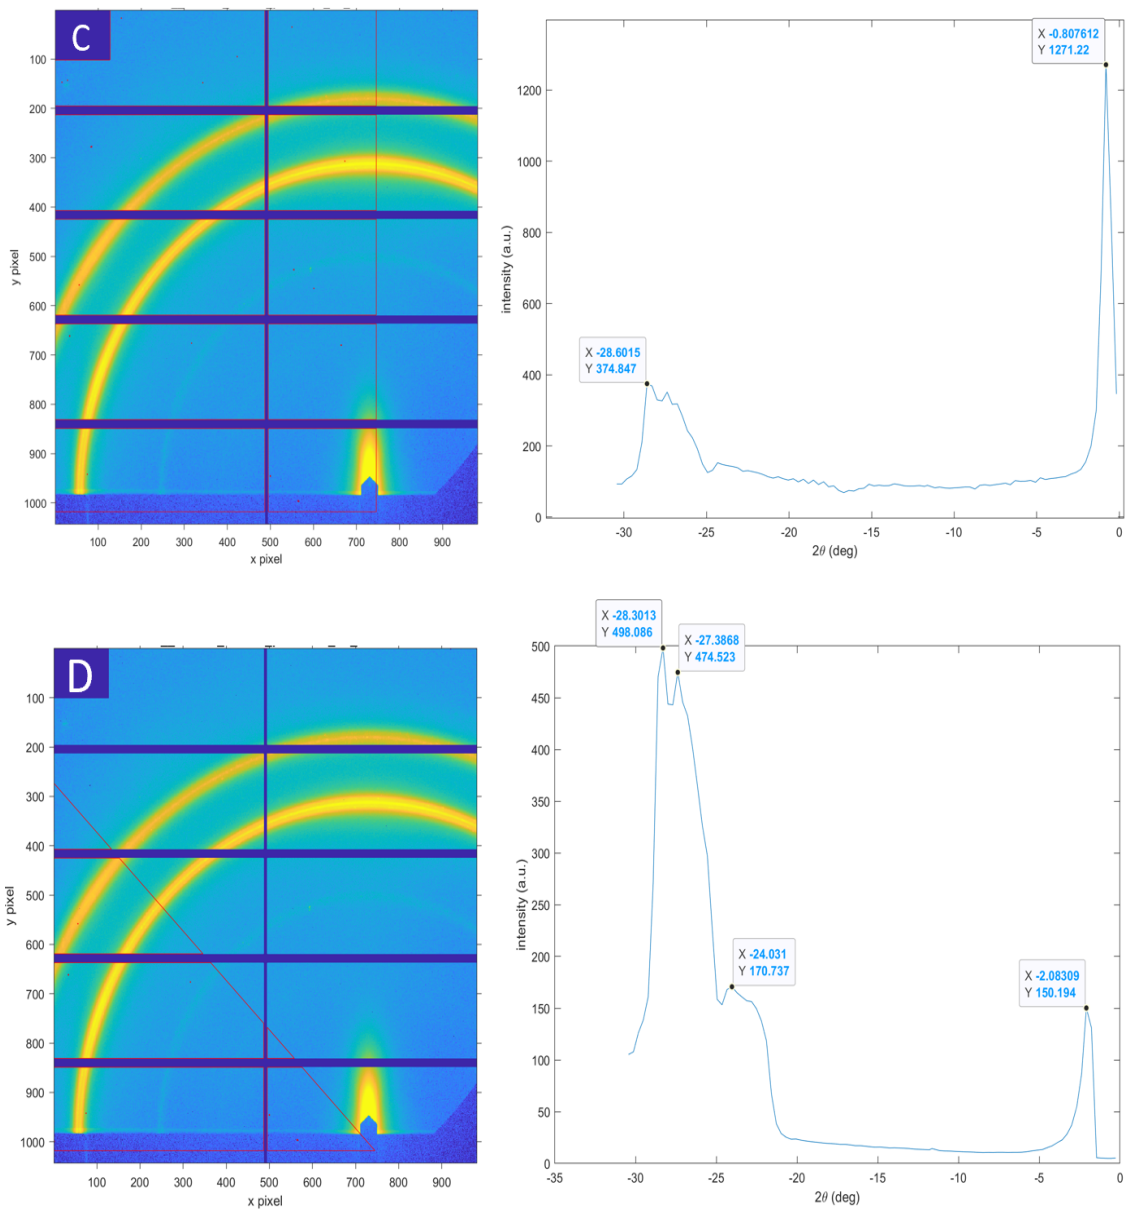 C
100
200
300
400
500
600
700
800
900
1000
y pixel
100 200 300 400 500 600 700 800 900
x pixel
X -0.807612
Y 1271.22
X -28.6015
Y 374.847
1200
1000
800
600
400
200
0
intensity (a.u.)
-30 -25 -20 -15 -10 -5 0
2θ (deg)
D
100
200
300
400
500
600
700
800
900
1000
y pixel
100 200 300 400 500 600 700 800 900
x pixel
X -28.3013
Y 498.086
X -27.3868
Y 474.523
X -24.031
Y 170.737
X -2.08309
Y 150.194
500
450
400
350
300
250
200
150
100
50
0
intensity (a.u.)
-35 -30 -25 -20 -15 -10 -5 0
2θ (deg)